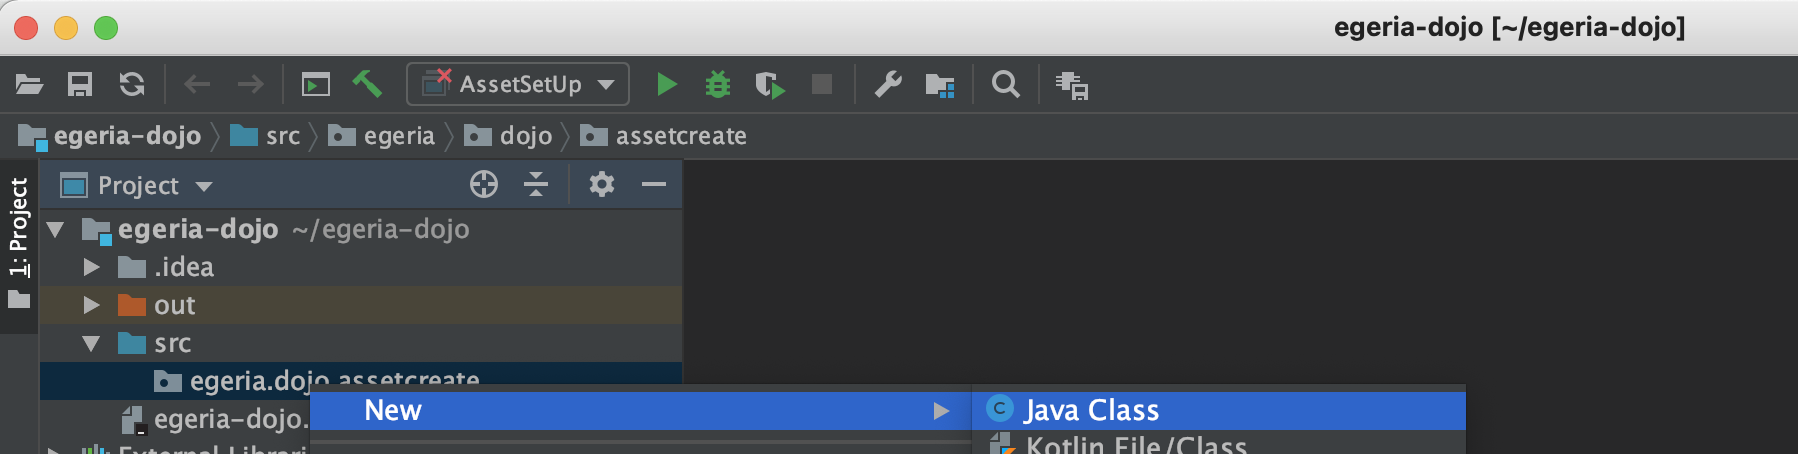 egeria-dojo [~/egeria-dojo]
AssetSetUp
egeria-dojo src egeria dojo assetcreate
1: Project
Project
egeria-dojo ~/egeria-dojo
.idea
out
src
egeria.dojo.assetcreate
egeria-dojo.
New
Java Class
Kotlin File/Class
External Librari